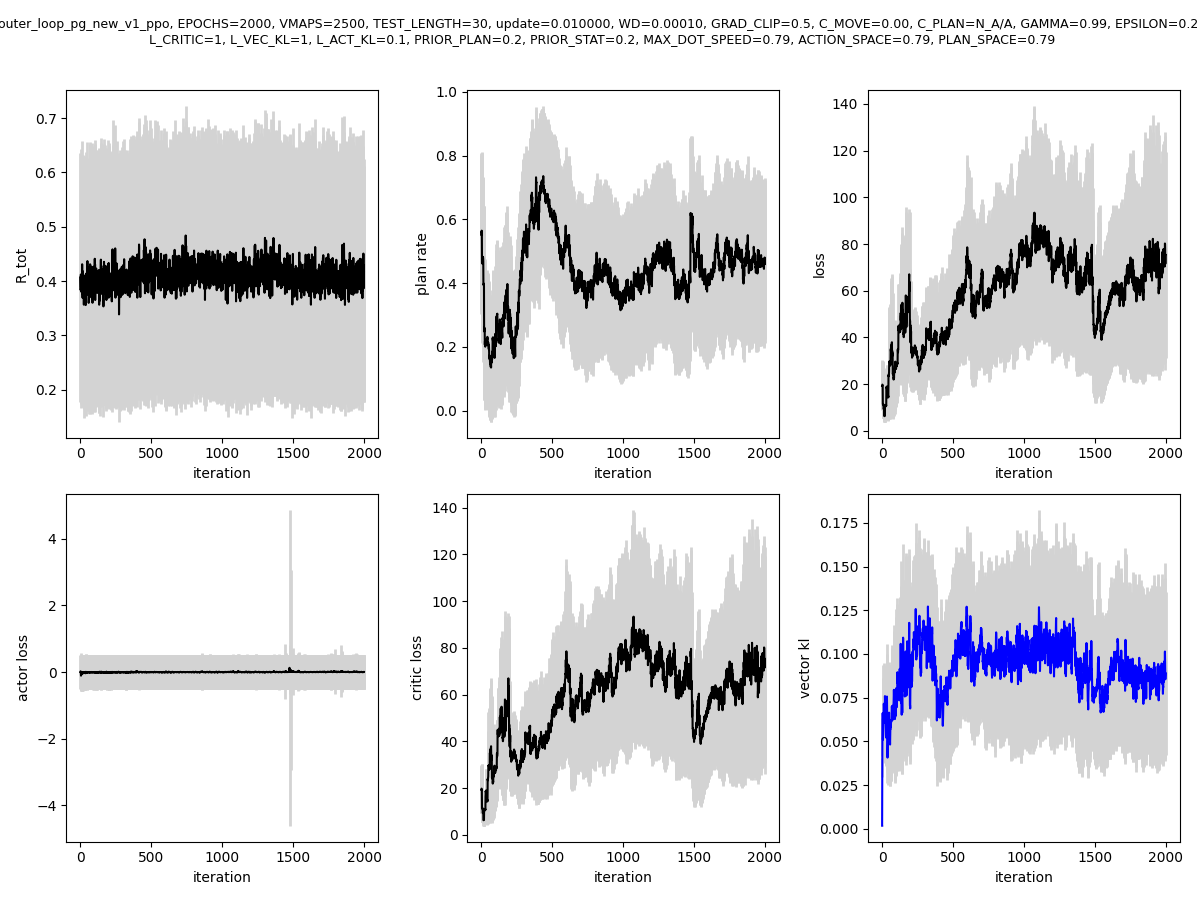 outer_loop_pg_new_v1_ppo, EPOCHS=2000, VMAPS=2500, TEST_LENGTH=30, update=0.010000, WD=0.00010, GRAD_CLIP=0.5, C_MOVE=0.00, C_PLAN=N_A/A, GAMMA=0.99, EPSILON=0.2
L_CRITIC=1, L_VEC_KL=1, L_ACT_KL=0.1, PRIOR_PLAN=0.2, PRIOR_STAT=0.2, MAX_DOT_SPEED=0.79, ACTION_SPACE=0.79, PLAN_SPACE=0.79
R_tot
0.7
0.6
0.5
0.4
0.3
0.2
0 500 1000 1500 2000
iteration
plan rate
1.0
0.8
0.6
0.4
0.2
0.0
0 500 1000 1500 2000
iteration
loss
140
120
100
80
60
40
20
0
0 500 1000 1500 2000
iteration
actor loss
4
2
0
−2
−4
0 500 1000 1500 2000
iteration
critic loss
140
120
100
80
60
40
20
0
0 500 1000 1500 2000
iteration
vector kl
0.175
0.150
0.125
0.100
0.075
0.050
0.025
0.000
0 500 1000 1500 2000
iteration